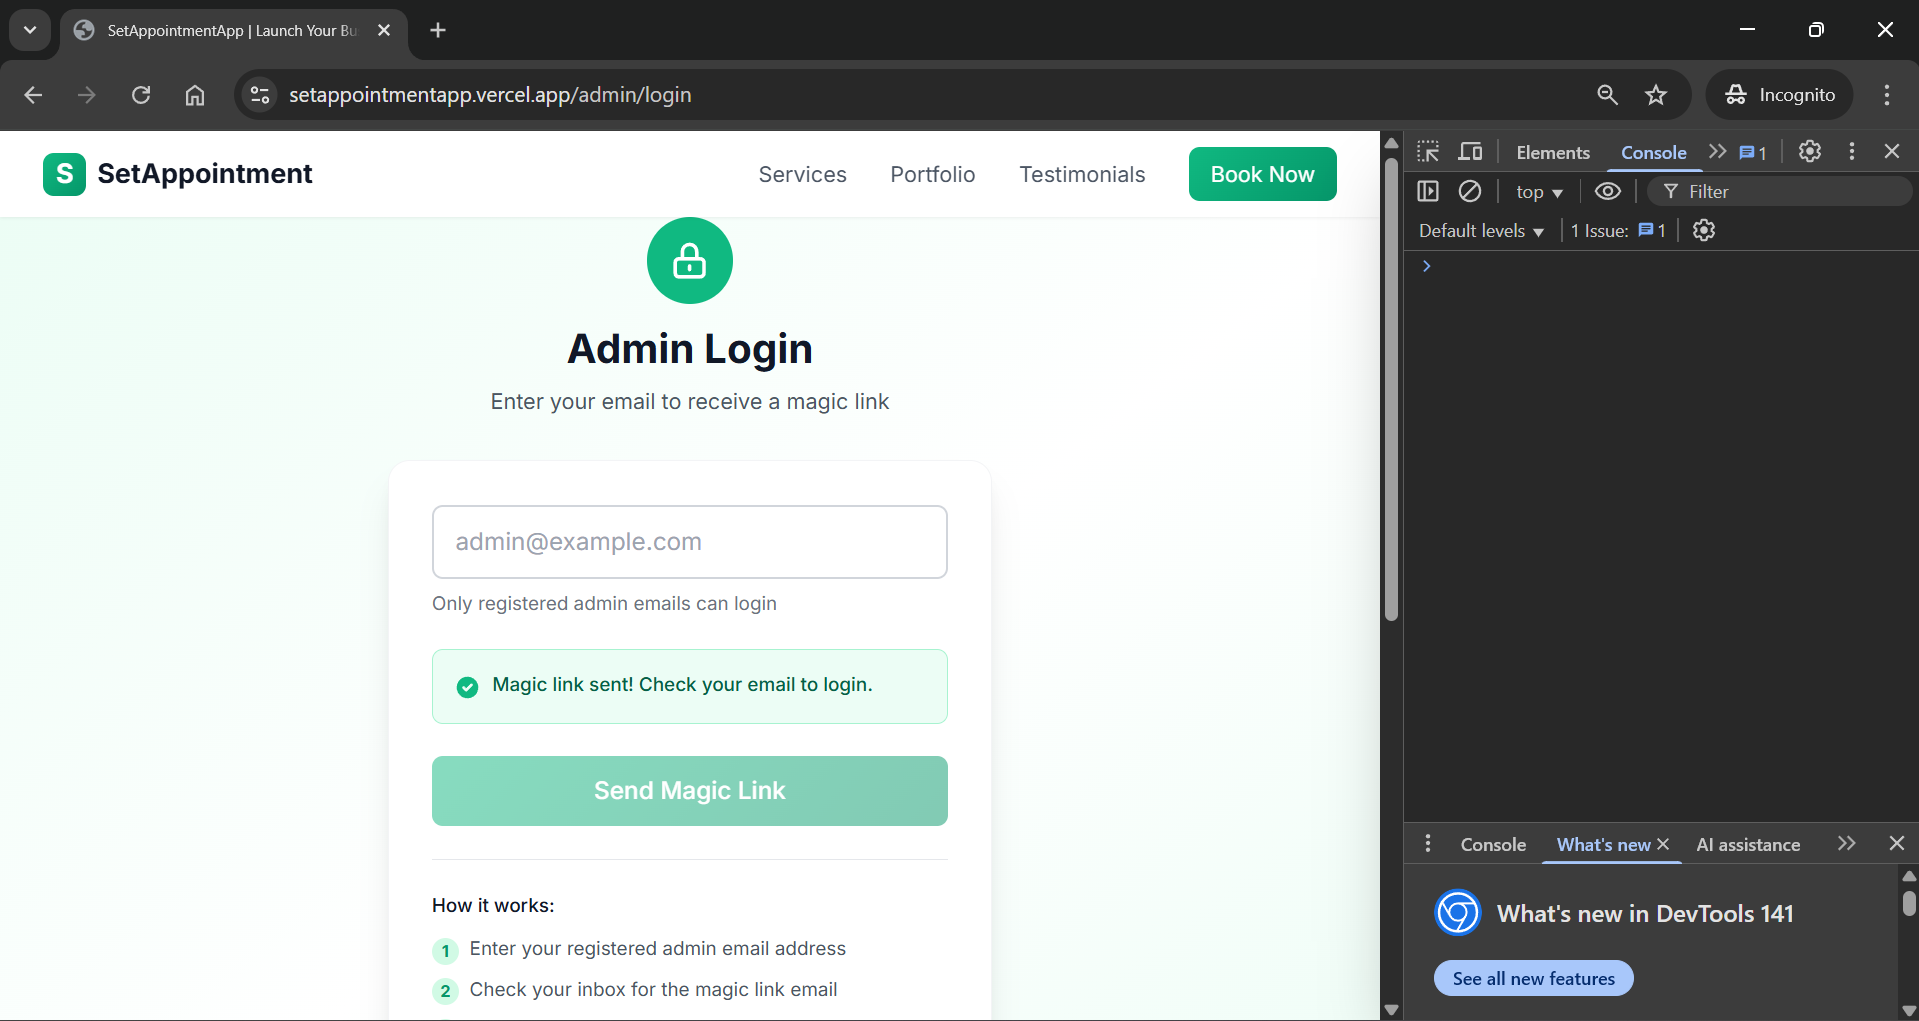 SetAppointmentApp | Launch Your Bu
setappointmentapp.vercel.app/admin/login
Incognito
S SetAppointment
Services
Portfolio
Testimonials
Book Now
Admin Login
Enter your email to receive a magic link
admin@example.com
Only registered admin emails can login
Magic link sent! Check your email to login.
Send Magic Link
How it works:
1 Enter your registered admin email address
2 Check your inbox for the magic link email
Elements
Console
1
top
Filter
Default levels
1 Issue: 1
Console
What's new
AI assistance
What's new in DevTools 141
See all new features